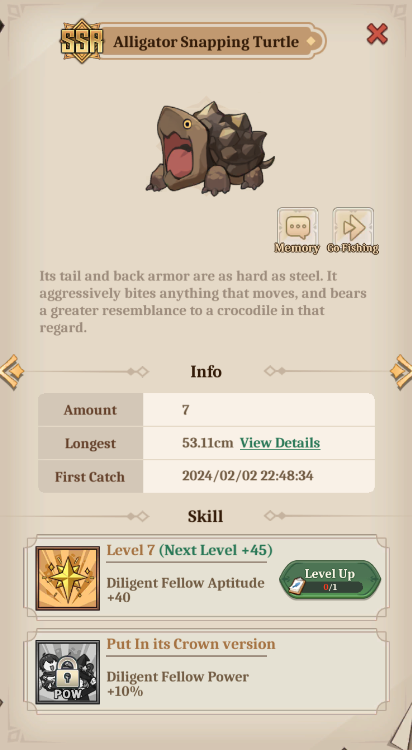 SSR Alligator Snapping Turtle
Memory
Go Fishing
Its tail and back armor are as hard as steel. It
aggressively bites anything that moves, and bears
a greater resemblance to a crocodile in that
regard.
Info
Amount 7
Longest 53.11cm View Details
First Catch 2024/02/02 22:48:34
Skill
Level 7 (Next Level +45)
Diligent Fellow Aptitude
+40
Level Up
0/1
Put In its Crown version
Diligent Fellow Power
+10%
POW